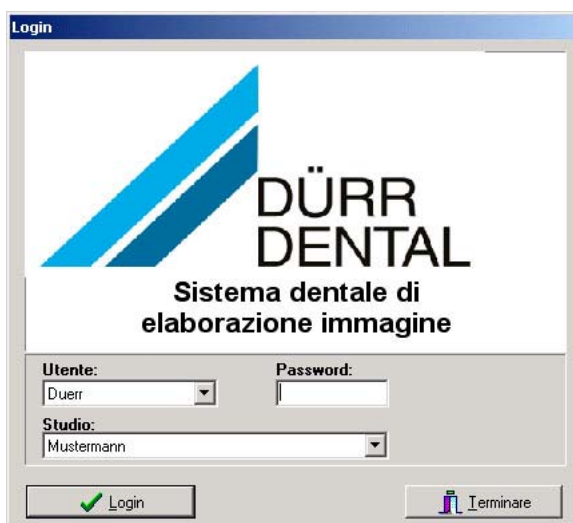 Login
DÜRR
DENTAL
Sistema dentale di
elaborazione immagine
Utente:
Password:
Duerr
Studio:
Mustermann
Login
Terminare